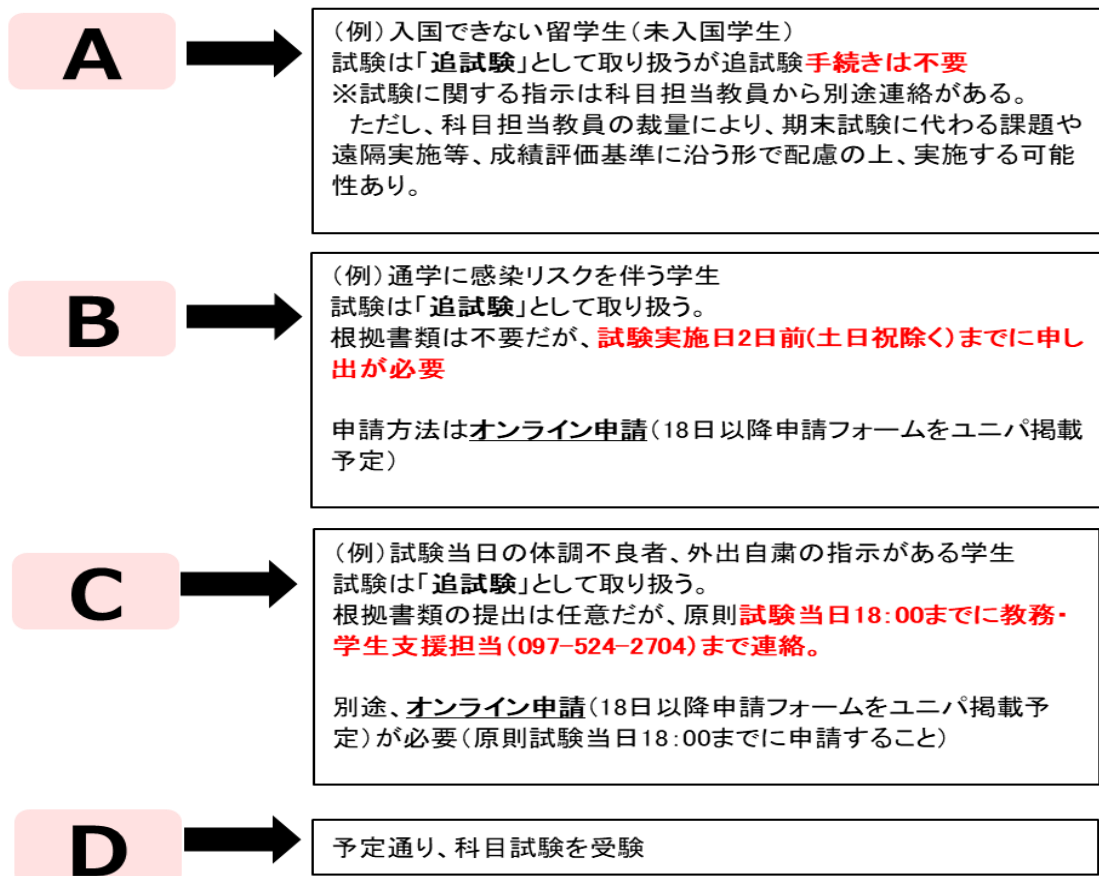 A
(例)入国できない留学生(未入国学生)
試験は「追試験」として取り扱うが追試験手続きは不要
※試験に関する指示は科目担当教員から別途連絡がある。
ただし、科目担当教員の裁量により、期末試験に代わる課題や
遠隔実施等、成績評価基準に沿う形で配慮の上、実施する可能
性あり。
B
(例)通学に感染リスクを伴う学生
試験は「追試験」として取り扱う。
根拠書類は不要だが、試験実施日2日前(土日祝除く)までに申し
出が必要
申請方法はオンライン申請(18日以降申請フォームをユニパ掲載
予定)
C
(例)試験当日の体調不良者、外出自粛の指示がある学生
試験は「追試験」として取り扱う。
根拠書類の提出は任意だが、原則試験当日18:00までに教務・
学生支援担当(097-524-2704)まで連絡。
別途、オンライン申請(18日以降申請フォームをユニパ掲載予
定)が必要(原則試験当日18:00までに申請すること)
D
予定通り、科目試験を受験